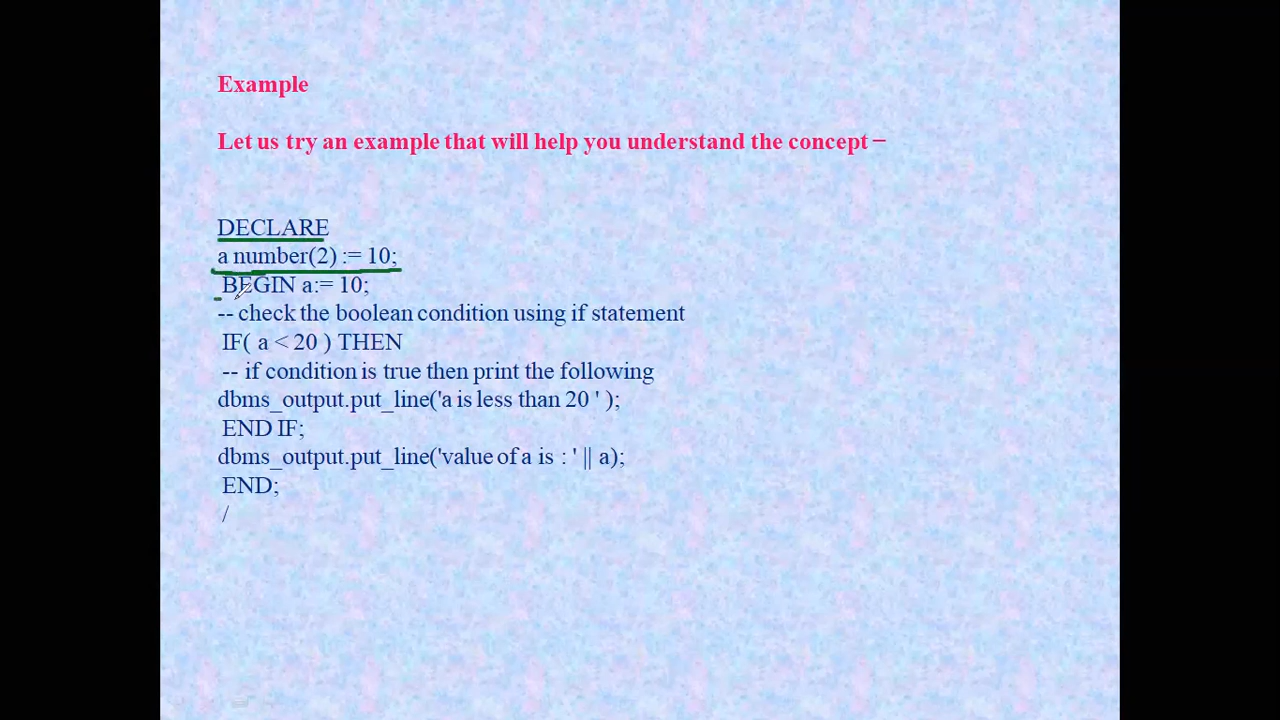 Example
Let us try an example that will help you understand the concept −
DECLARE
a number(2) := 10;
BEGIN a:= 10;
-- check the boolean condition using if statement
IF( a < 20 ) THEN
-- if condition is true then print the following
dbms_output.put_line('a is less than 20 ' );
END IF;
dbms_output.put_line('value of a is : ' || a);
END;
/